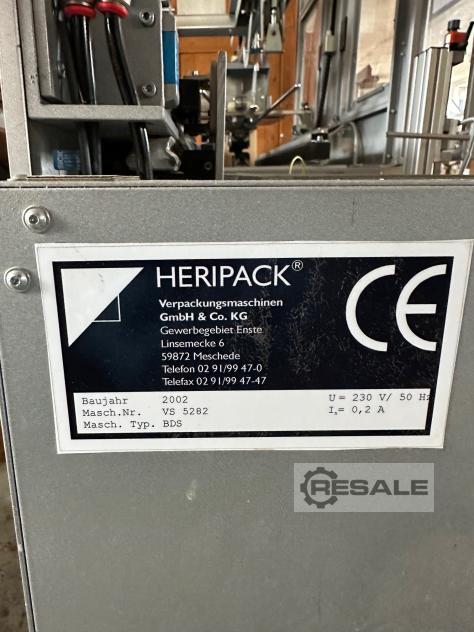 HERIPACK®
Verpackungsmaschinen
GmbH & Co. KG
Gewerbegebiet Enste
Linsemecke 6
59872 Meschede
Telefon 02 91/99 47-0
Telefax 02 91/99 47-47
CE
Baujahr 2002
Masch.Nr. VS 5282
Masch. Typ. BDS
U = 230 V/ 50 Hz
Iₙ= 0,2 A
RESALE